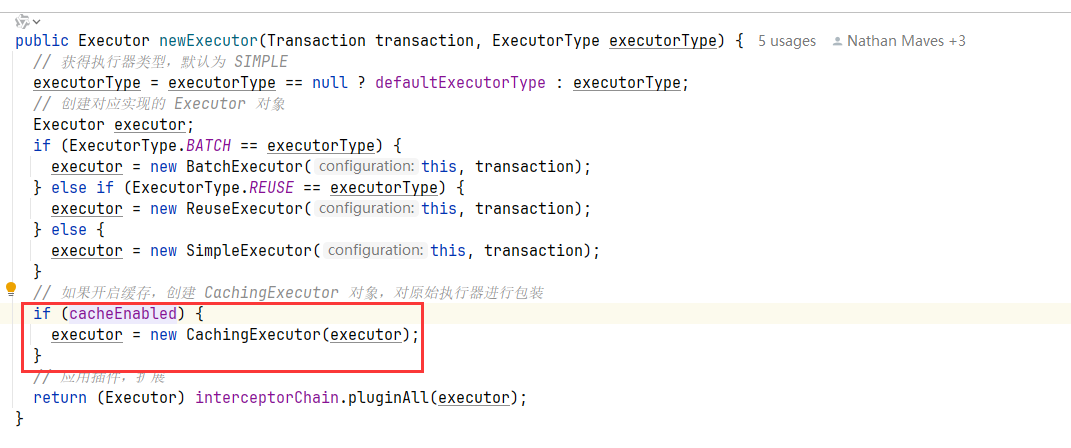 public Executor newExecutor(Transaction transaction, ExecutorType executorType) { 5 usages Nathan Maves +3
// 获得执行器类型，默认为 SIMPLE
executorType = executorType == null ? defaultExecutorType : executorType;
// 创建对应实现的 Executor 对象
Executor executor;
if (ExecutorType.BATCH == executorType) {
executor = new BatchExecutor( configuration: this, transaction);
} else if (ExecutorType.REUSE == executorType) {
executor = new ReuseExecutor( configuration: this, transaction);
} else {
executor = new SimpleExecutor( configuration: this, transaction);
}
// 如果开启缓存，创建 CachingExecutor 对象，对原始执行器进行包装
if (cacheEnabled) {
executor = new CachingExecutor(executor);
}
// 应用插件，扩展
return (Executor) interceptorChain.pluginAll(executor);
}